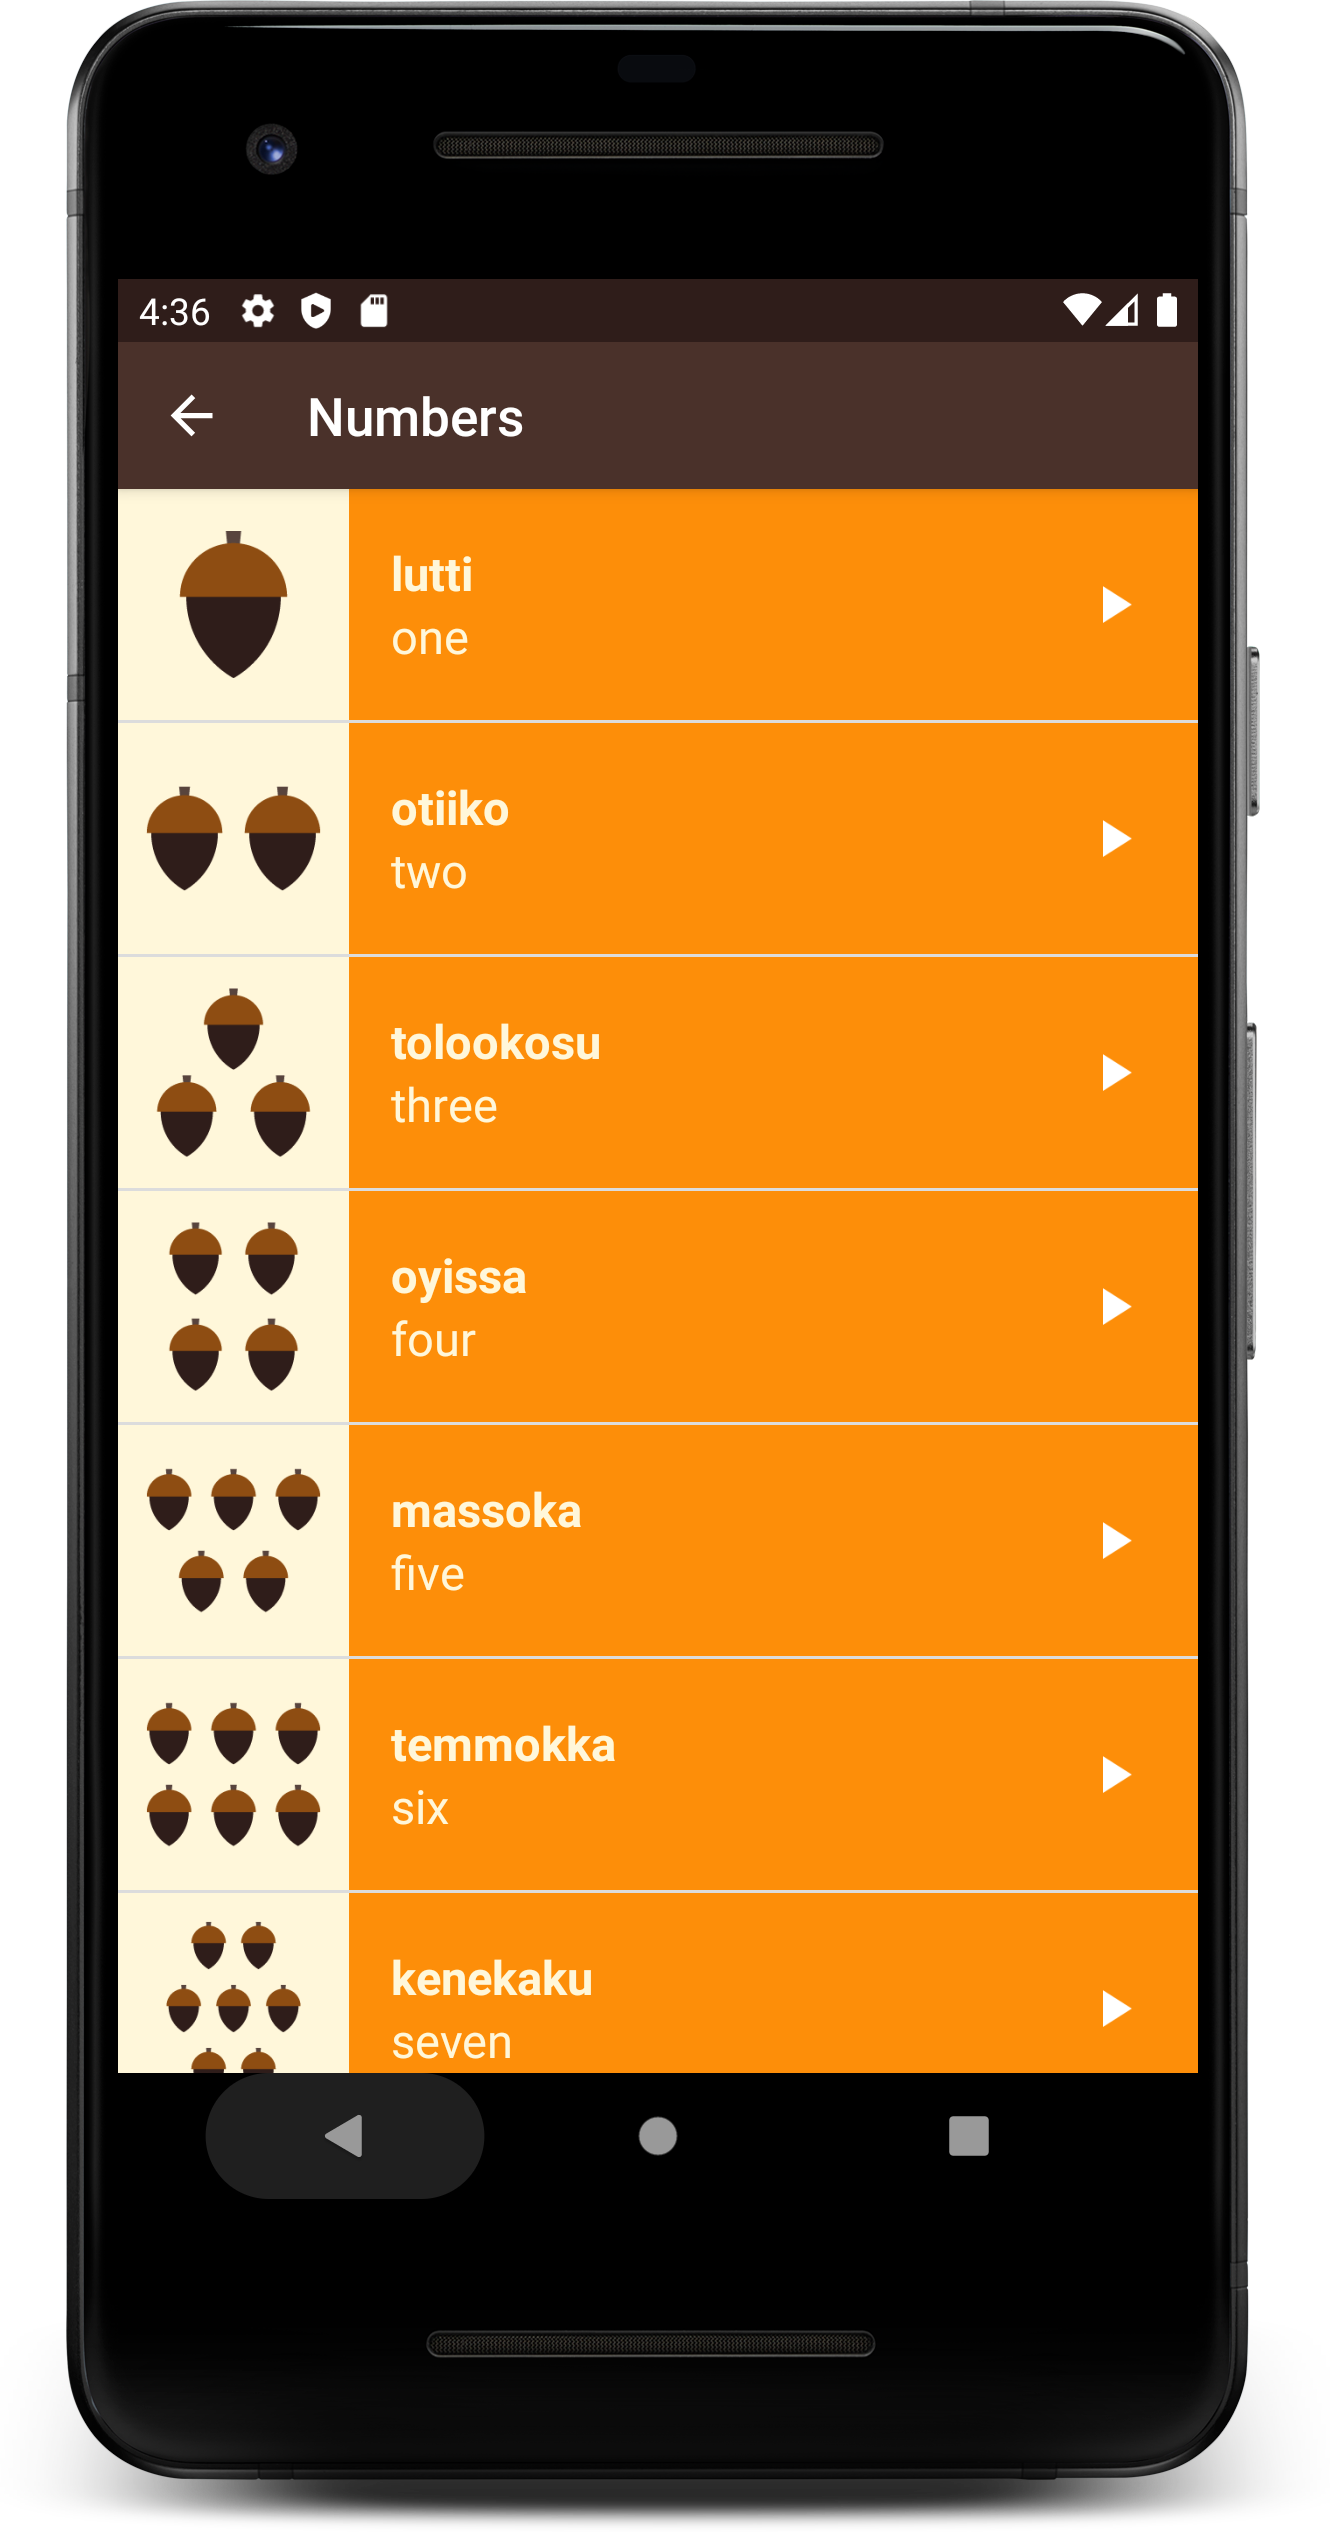 4:36
Numbers
lutti
one
otiiko
two
tolookosu
three
oyissa
four
massoka
five
temmokka
six
kenekaku
seven